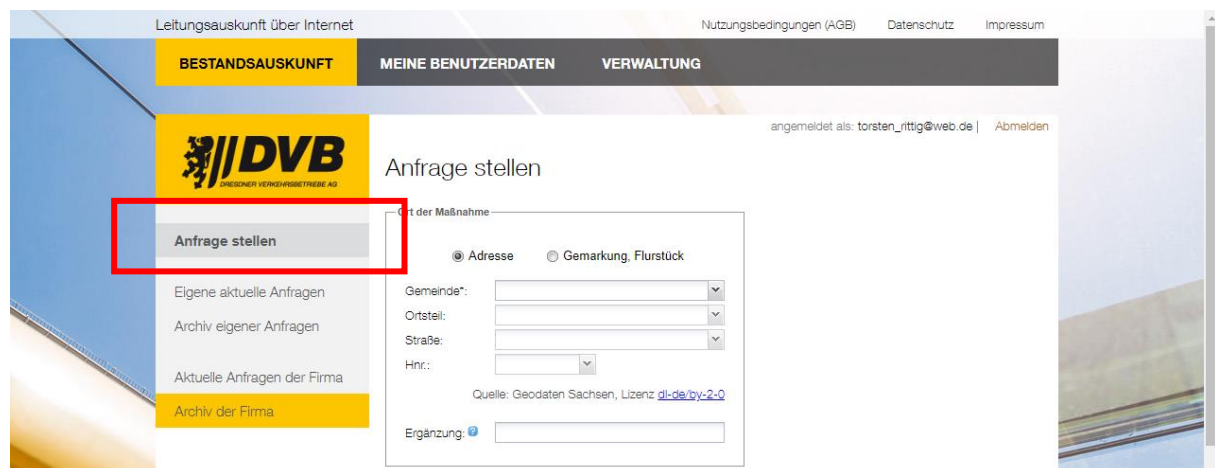 Leitungsauskunft über Internet
Nutzungsbedingungen (AGB) Datenschutz Impressum
BESTANDSAUSKUNFT MEINE BENUTZERDATEN VERWALTUNG
angemeldet als: torsten_rittig@web.de | Abmelden
DVB
DRESDNER VERKEHRSBETRIEBE AG
Anfrage stellen
Ort der Maßnahme
Anfrage stellen
Adresse Gemarkung, Flurstück
Eigene aktuelle Anfragen
Archiv eigener Anfragen
Aktuelle Anfragen der Firma
Archiv der Firma
Gemeinde*:
Ortsteil:
Straße:
Hnr.:
Quelle: Geodaten Sachsen, Lizenz dl-de/by-2-0
Ergänzung: ?